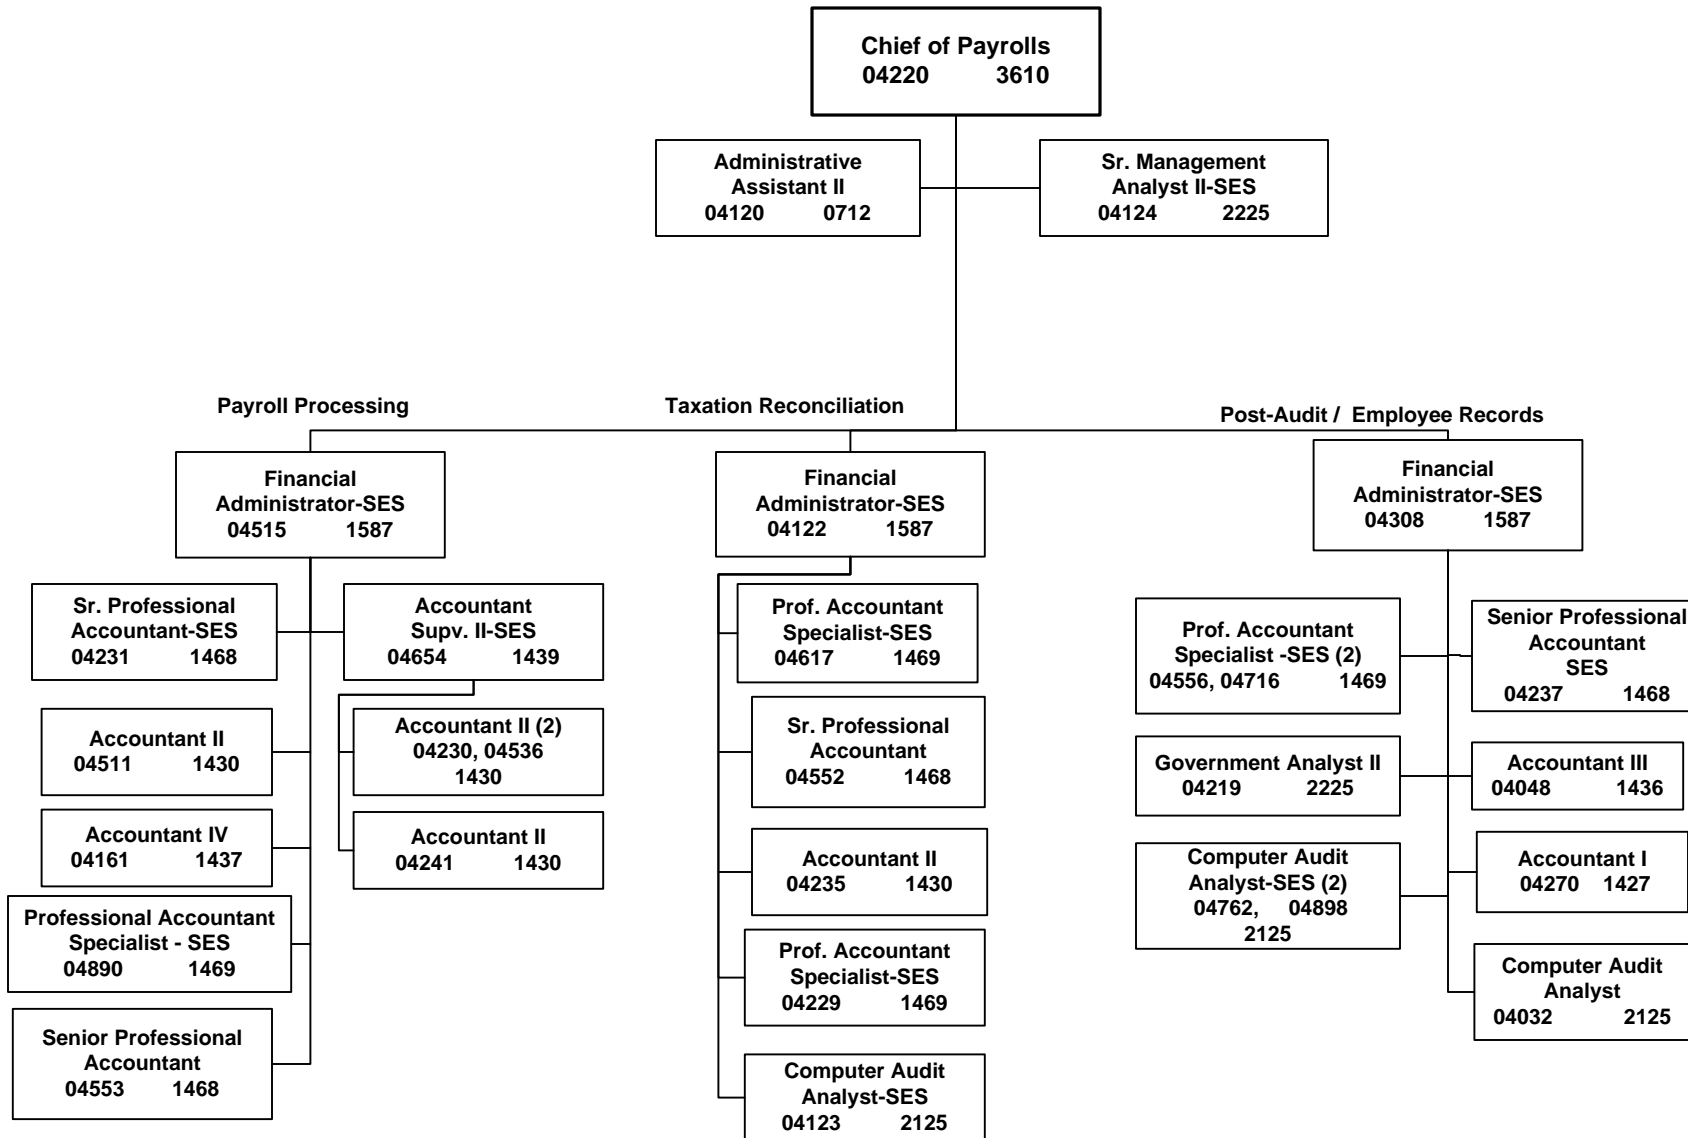 Chief of Payrolls
04220 3610
Administrative
Assistant II
04120 0712
Sr. Management
Analyst II-SES
04124 2225
Payroll Processing
Taxation Reconciliation
Post-Audit / Employee Records
Financial
Administrator-SES
04515 1587
Sr. Professional
Accountant-SES
04231 1468
Accountant
Supv. II-SES
04654 1439
Accountant II
04511 1430
Accountant II (2)
04230, 04536
1430
Accountant IV
04161 1437
Accountant II
04241 1430
Professional Accountant
Specialist - SES
04890 1469
Senior Professional
Accountant
04553 1468
Financial
Administrator-SES
04122 1587
Prof. Accountant
Specialist-SES
04617 1469
Sr. Professional
Accountant
04552 1468
Accountant II
04235 1430
Prof. Accountant
Specialist-SES
04229 1469
Computer Audit
Analyst-SES
04123 2125
Financial
Administrator-SES
04308 1587
Prof. Accountant
Specialist -SES (2)
04556, 04716 1469
Senior Professional
Accountant
SES
04237 1468
Government Analyst II
04219 2225
Accountant III
04048 1436
Computer Audit
Analyst-SES (2)
04762, 04898
2125
Accountant I
04270 1427
Computer Audit
Analyst
04032 2125